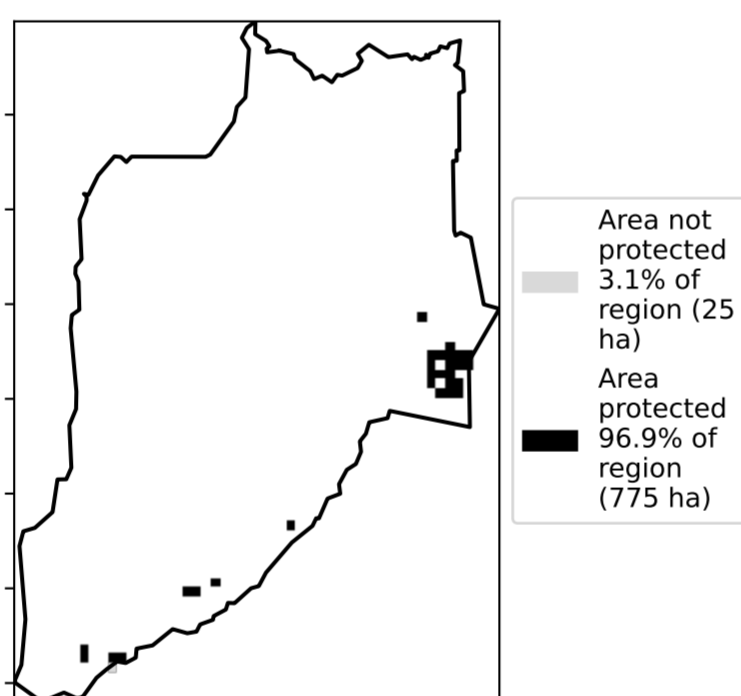 Area not
protected
3.1% of
region (25
ha)
Area
protected
96.9% of
region
(775 ha)